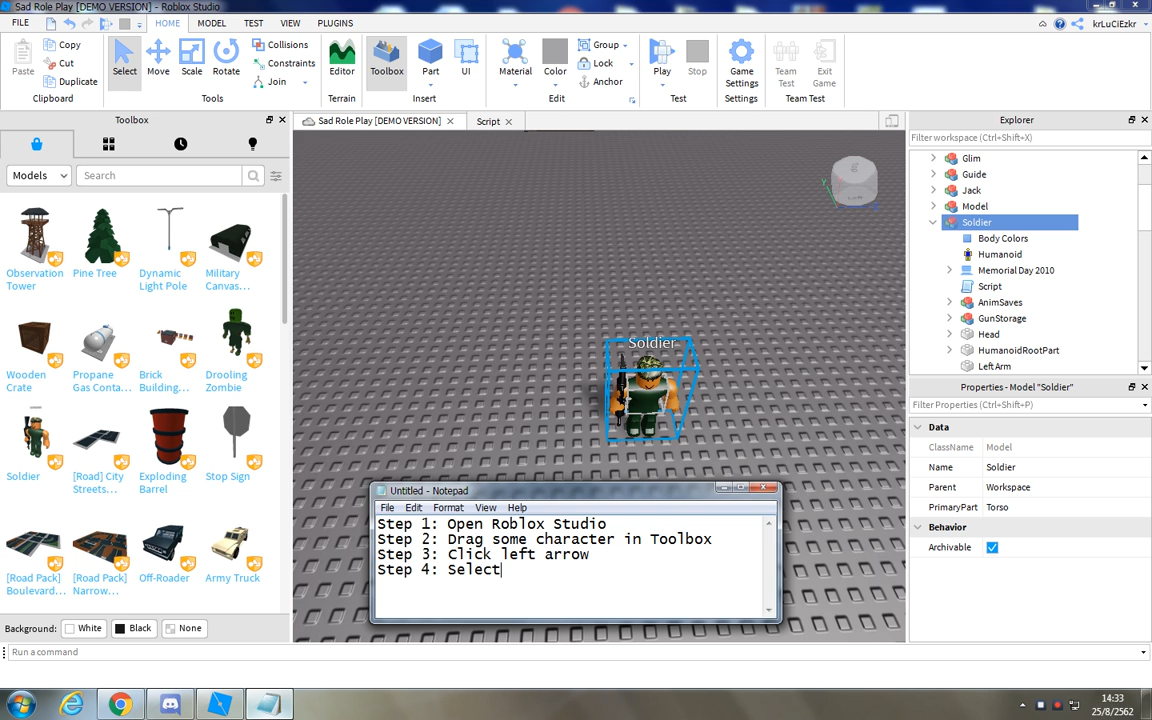 Sad Role Play [DEMO VERSION] - Roblox Studio
FILE HOME MODEL TEST VIEW PLUGINS krLuCiEzkr
Paste Copy Cut Duplicate
Clipboard
Select Move Scale Rotate Collisions Constraints Join
Tools
Editor
Terrain
Toolbox Part UI
Insert
Material Color Group Lock Anchor
Edit
Play Stop
Test
Game Settings
Settings
Team Test Exit Game
Team Test
Toolbox
Models Search
Observation Tower
Pine Tree
Dynamic Light Pole
Military Canvas...
Wooden Crate
Propane Gas Conta...
Brick Building...
Drooling Zombie
Soldier
[Road] City Streets...
Exploding Barrel
Stop Sign
[Road Pack] Boulevard...
[Road Pack] Narrow...
Off-Roader
Army Truck
Background: White Black None
Run a command
Sad Role Play [DEMO VERSION] Script
Soldier
Untitled - Notepad
File Edit Format View Help
Step 1: Open Roblox Studio
Step 2: Drag some character in Toolbox
Step 3: Click left arrow
Step 4: Select
Explorer
Filter workspace (Ctrl+Shift+X)
Glim
Guide
Jack
Model
Soldier
Body Colors
Humanoid
Memorial Day 2010
Script
AnimSaves
GunStorage
Head
HumanoidRootPart
Left Arm
Properties - Model "Soldier"
Filter Properties (Ctrl+Shift+P)
Data
ClassName Model
Name Soldier
Parent Workspace
PrimaryPart Torso
Behavior
Archivable
14:33
25/8/2562